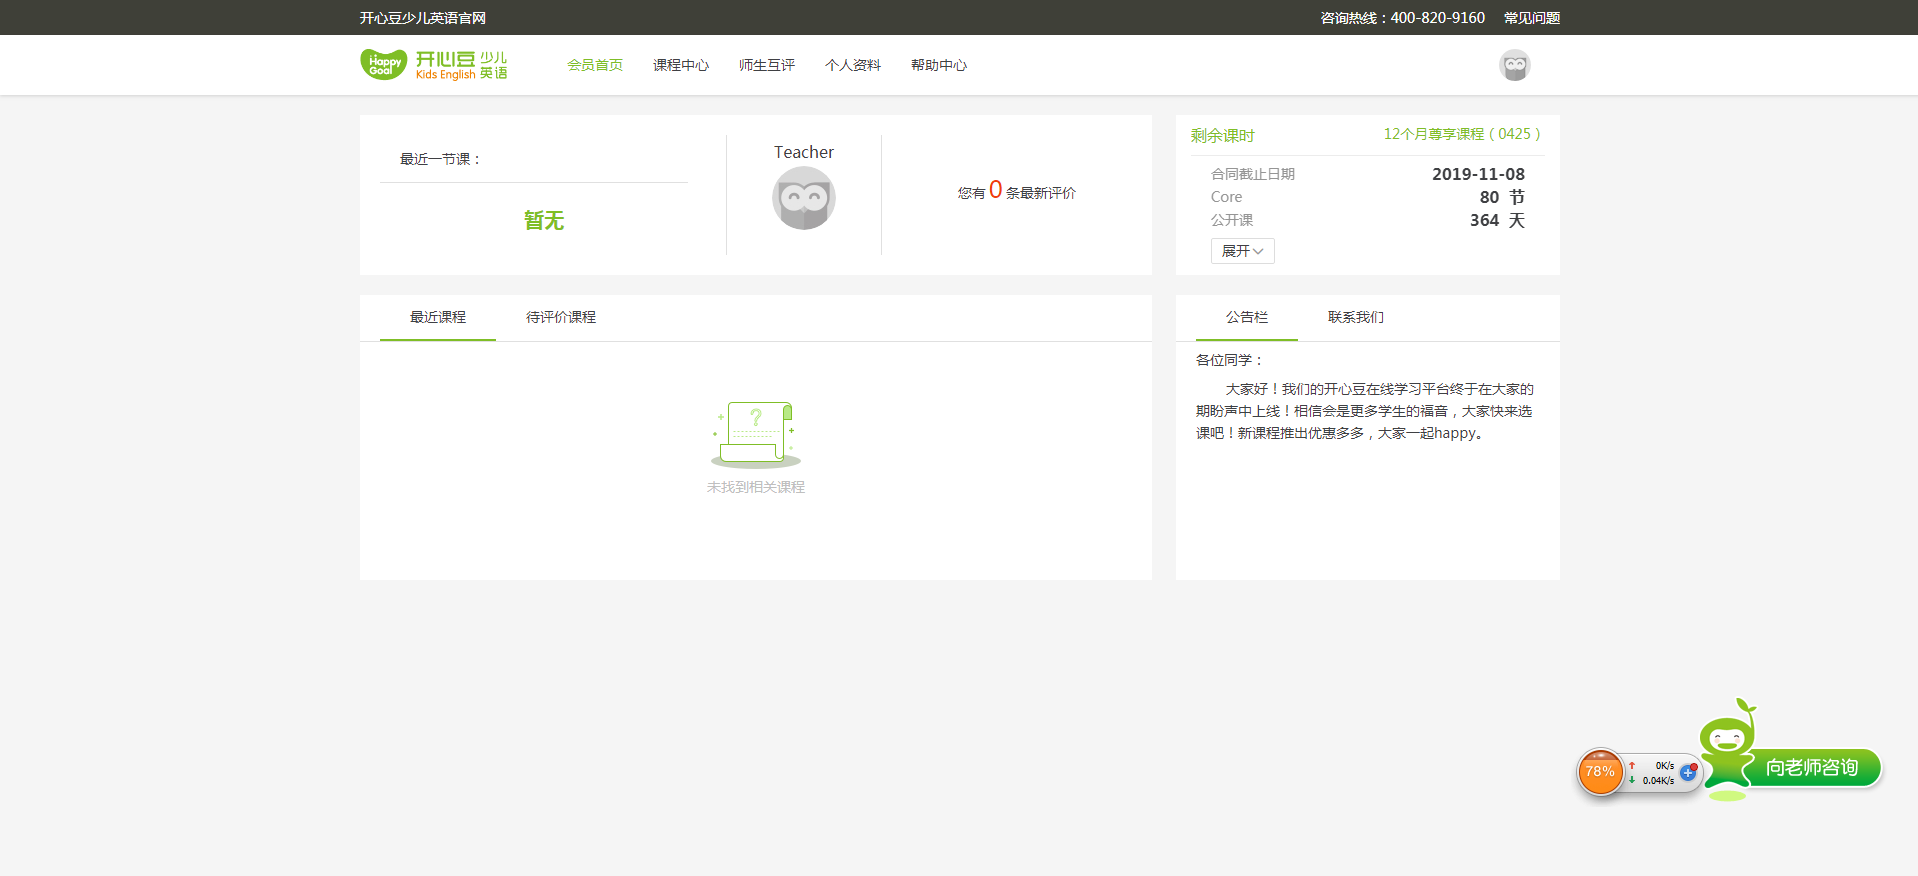 开心豆少儿英语官网
咨询热线：400-820-9160 常见问题
Happy Goal 开心豆 少儿英语 Kids English
会员首页 课程中心 师生互评 个人资料 帮助中心
最近一节课：
暂无
Teacher
您有 0 条最新评价
剩余课时 12个月尊享课程（0425）
合同截止日期 2019-11-08
Core 80 节
公开课 364 天
展开
最近课程 待评价课程
?
未找到相关课程
公告栏 联系我们
各位同学：
大家好！我们的开心豆在线学习平台终于在大家的
期盼声中上线！相信会是更多学生的福音，大家快来选
课吧！新课程推出优惠多多，大家一起happy。
78%
0K/s
0.04K/s
向老师咨询